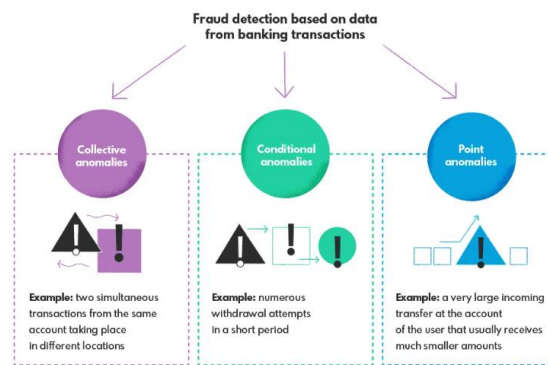 Fraud detection based on data
from banking transactions
Collective
anomalies
Example: two simultaneous
transactions from the same
account taking place
in different locations
Conditional
anomalies
Example: numerous
withdrawal attempts
in a short period
Point
anomalies
Example: a very large incoming
transfer at the account
of the user that usually receives
much smaller amounts